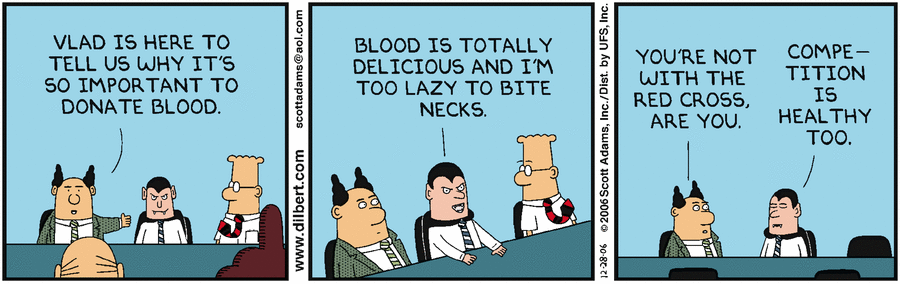 VLAD IS HERE TO
TELL US WHY IT'S
SO IMPORTANT TO
DONATE BLOOD.
www.dilbert.com
scottadams@aol.com
BLOOD IS TOTALLY
DELICIOUS AND I'M
TOO LAZY TO BITE
NECKS.
12-28-06
©2006 Scott Adams, Inc./Dist. by UFS, Inc.
YOU'RE NOT
WITH THE
RED CROSS,
ARE YOU.
COMPE-
TITION
IS
HEALTHY
TOO.